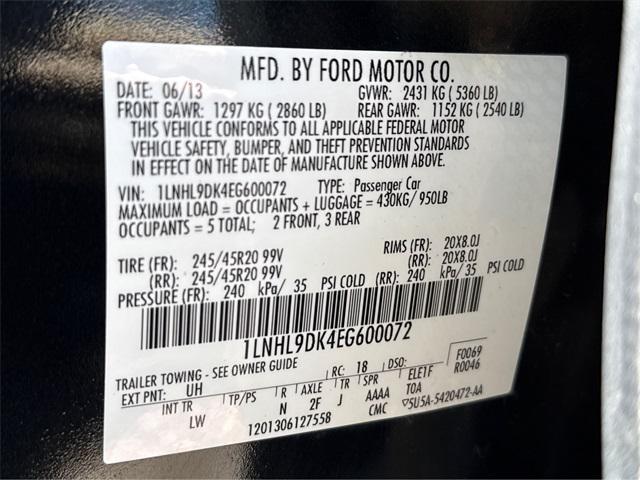 MFD. BY FORD MOTOR CO.
DATE: 06/13 GVWR: 2431 KG ( 5360 LB)
FRONT GAWR: 1297 KG ( 2860 LB) REAR GAWR: 1152 KG ( 2540 LB)
THIS VEHICLE CONFORMS TO ALL APPLICABLE FEDERAL MOTOR
VEHICLE SAFETY, BUMPER, AND THEFT PREVENTION STANDARDS
IN EFFECT ON THE DATE OF MANUFACTURE SHOWN ABOVE.
VIN: 1LNHL9DK4EG600072 TYPE: Passenger Car
MAXIMUM LOAD = OCCUPANTS + LUGGAGE = 430KG/ 950LB
OCCUPANTS = 5 TOTAL; 2 FRONT, 3 REAR
TIRE (FR): 245/45R20 99V RIMS (FR): 20X8.0J
(RR): 245/45R20 99V (RR): 20X8.0J
PRESSURE (FR): 240 kPa/ 35 PSI COLD (RR): 240 kPa/ 35 PSI COLD
1LNHL9DK4EG600072
TRAILER TOWING - SEE OWNER GUIDE RC: 18 DSO: F0069
EXT PNT: UH R0046
INT TR TP/PS R AXLE TR SPR ELE1F
LW N 2F J AAAA TOA
1201306127558 CMC ▽5U5A-5420472-AA